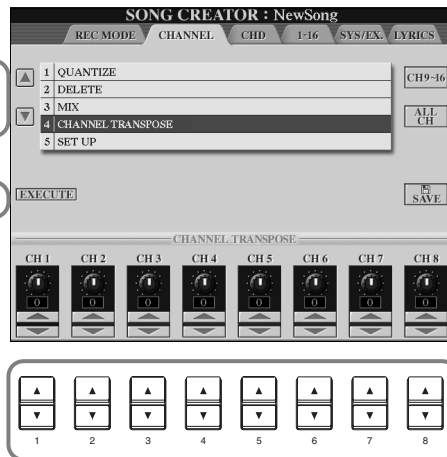 SONG CREATOR : NewSong
REC MODE CHANNEL CHD 1-16 SYS/EX. LYRICS
1 QUANTIZE
2 DELETE
3 MIX
4 CHANNEL TRANSPOSE
5 SET UP
CH9~16
ALL
CH
EXECUTE
SAVE
CHANNEL TRANSPOSE
CH 1 CH 2 CH 3 CH 4 CH 5 CH 6 CH 7 CH 8
0 0 0 0 0 0 0 0
1 2 3 4 5 6 7 8